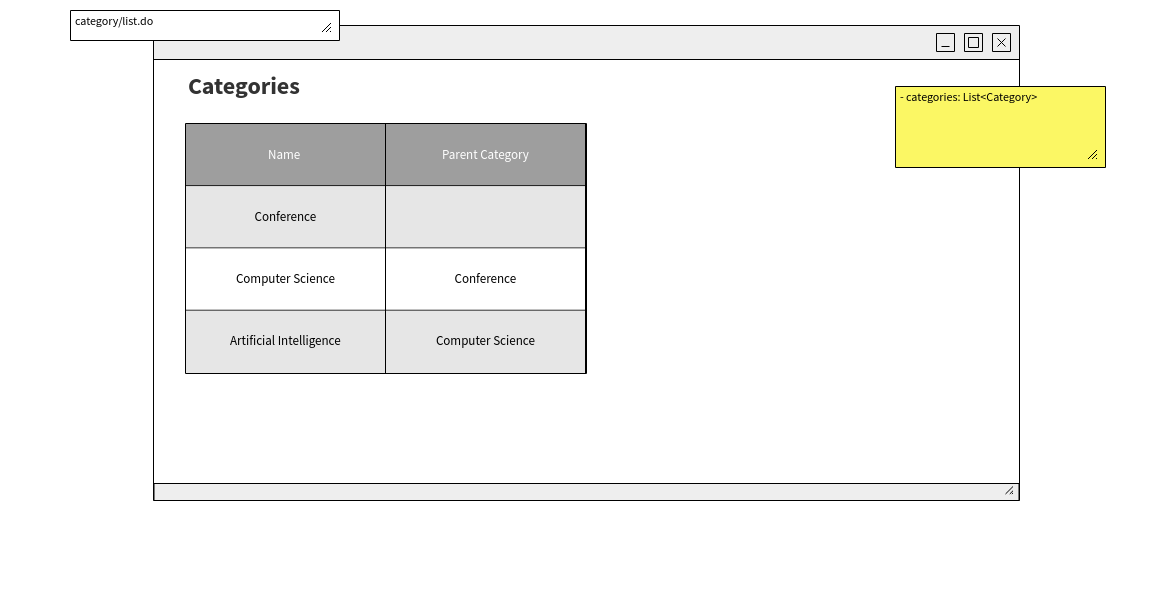 category/list.do
Categories
- categories: List<Category>
Name Parent Category
Conference
Computer Science Conference
Artificial Intelligence Computer Science